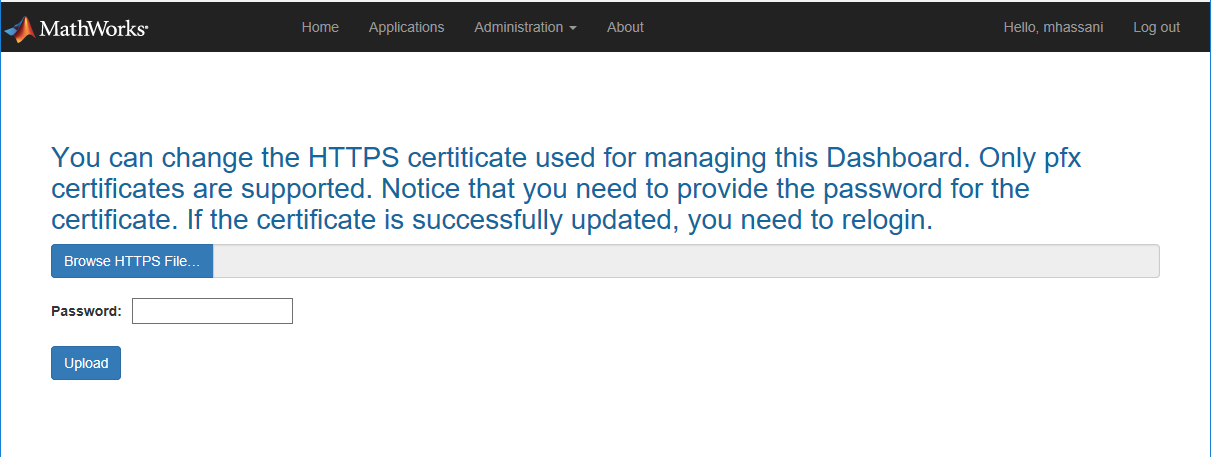 MathWorks® Home Applications Administration About Hello, mhassani Log out
You can change the HTTPS certiticate used for managing this Dashboard. Only pfx
certificates are supported. Notice that you need to provide the password for the
certificate. If the certificate is successfully updated, you need to relogin.
Browse HTTPS File...
Password:
Upload